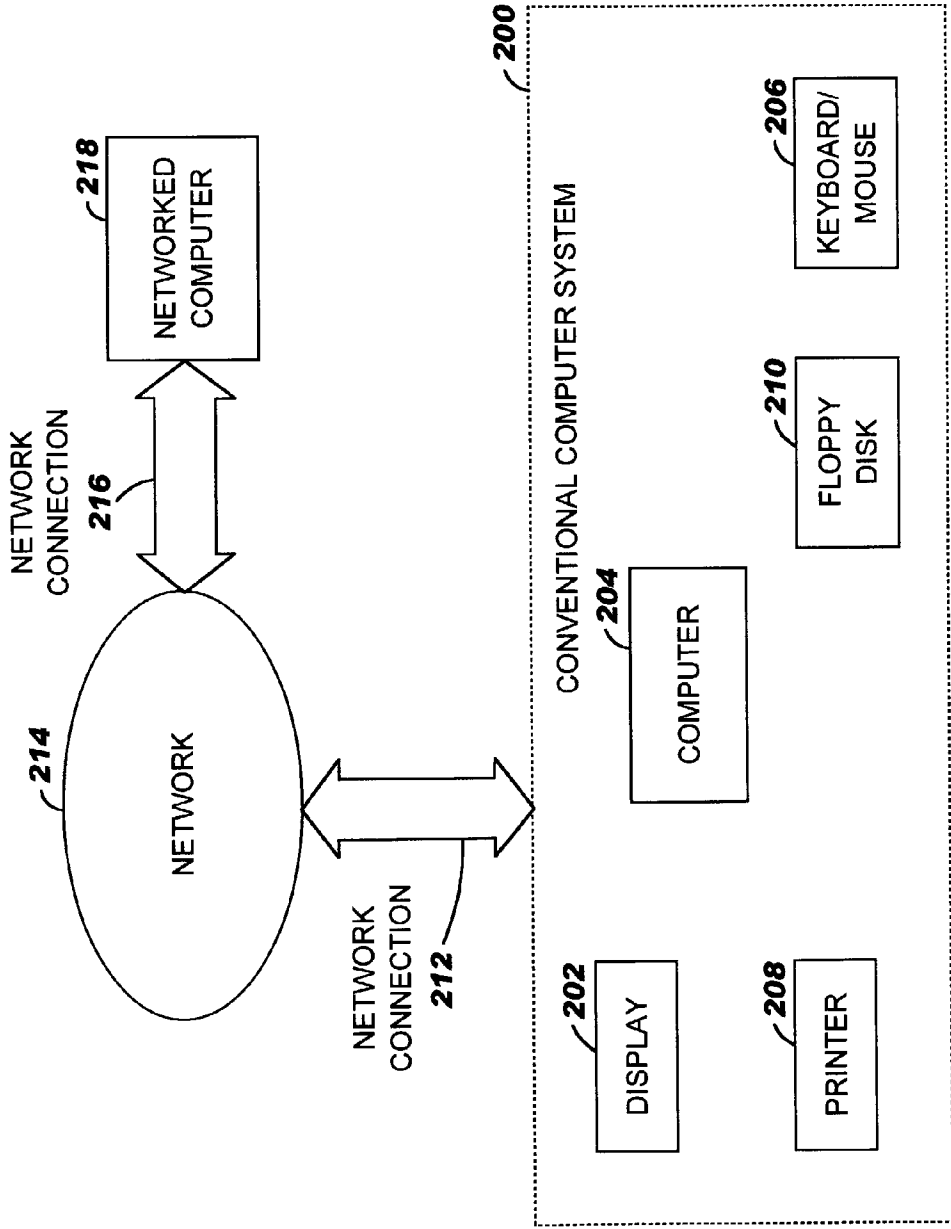 214
NETWORK
NETWORK
CONNECTION
216
218
NETWORKED
COMPUTER
NETWORK
CONNECTION
212
200
CONVENTIONAL COMPUTER SYSTEM
202
DISPLAY
204
COMPUTER
208
PRINTER
210
FLOPPY
DISK
206
KEYBOARD/
MOUSE